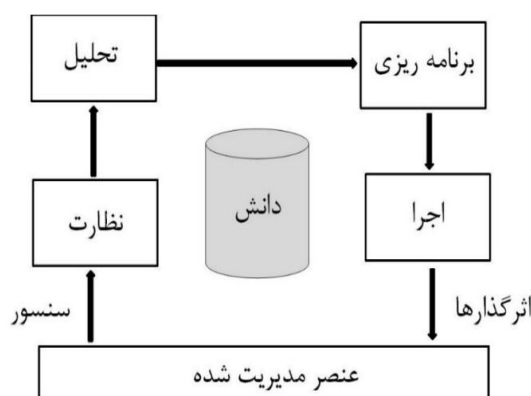 برنامه ریزی
تحلیل
دانش
اجرا
نظارت
اثرگذارها
سنسور
عنصر مدیریت شده